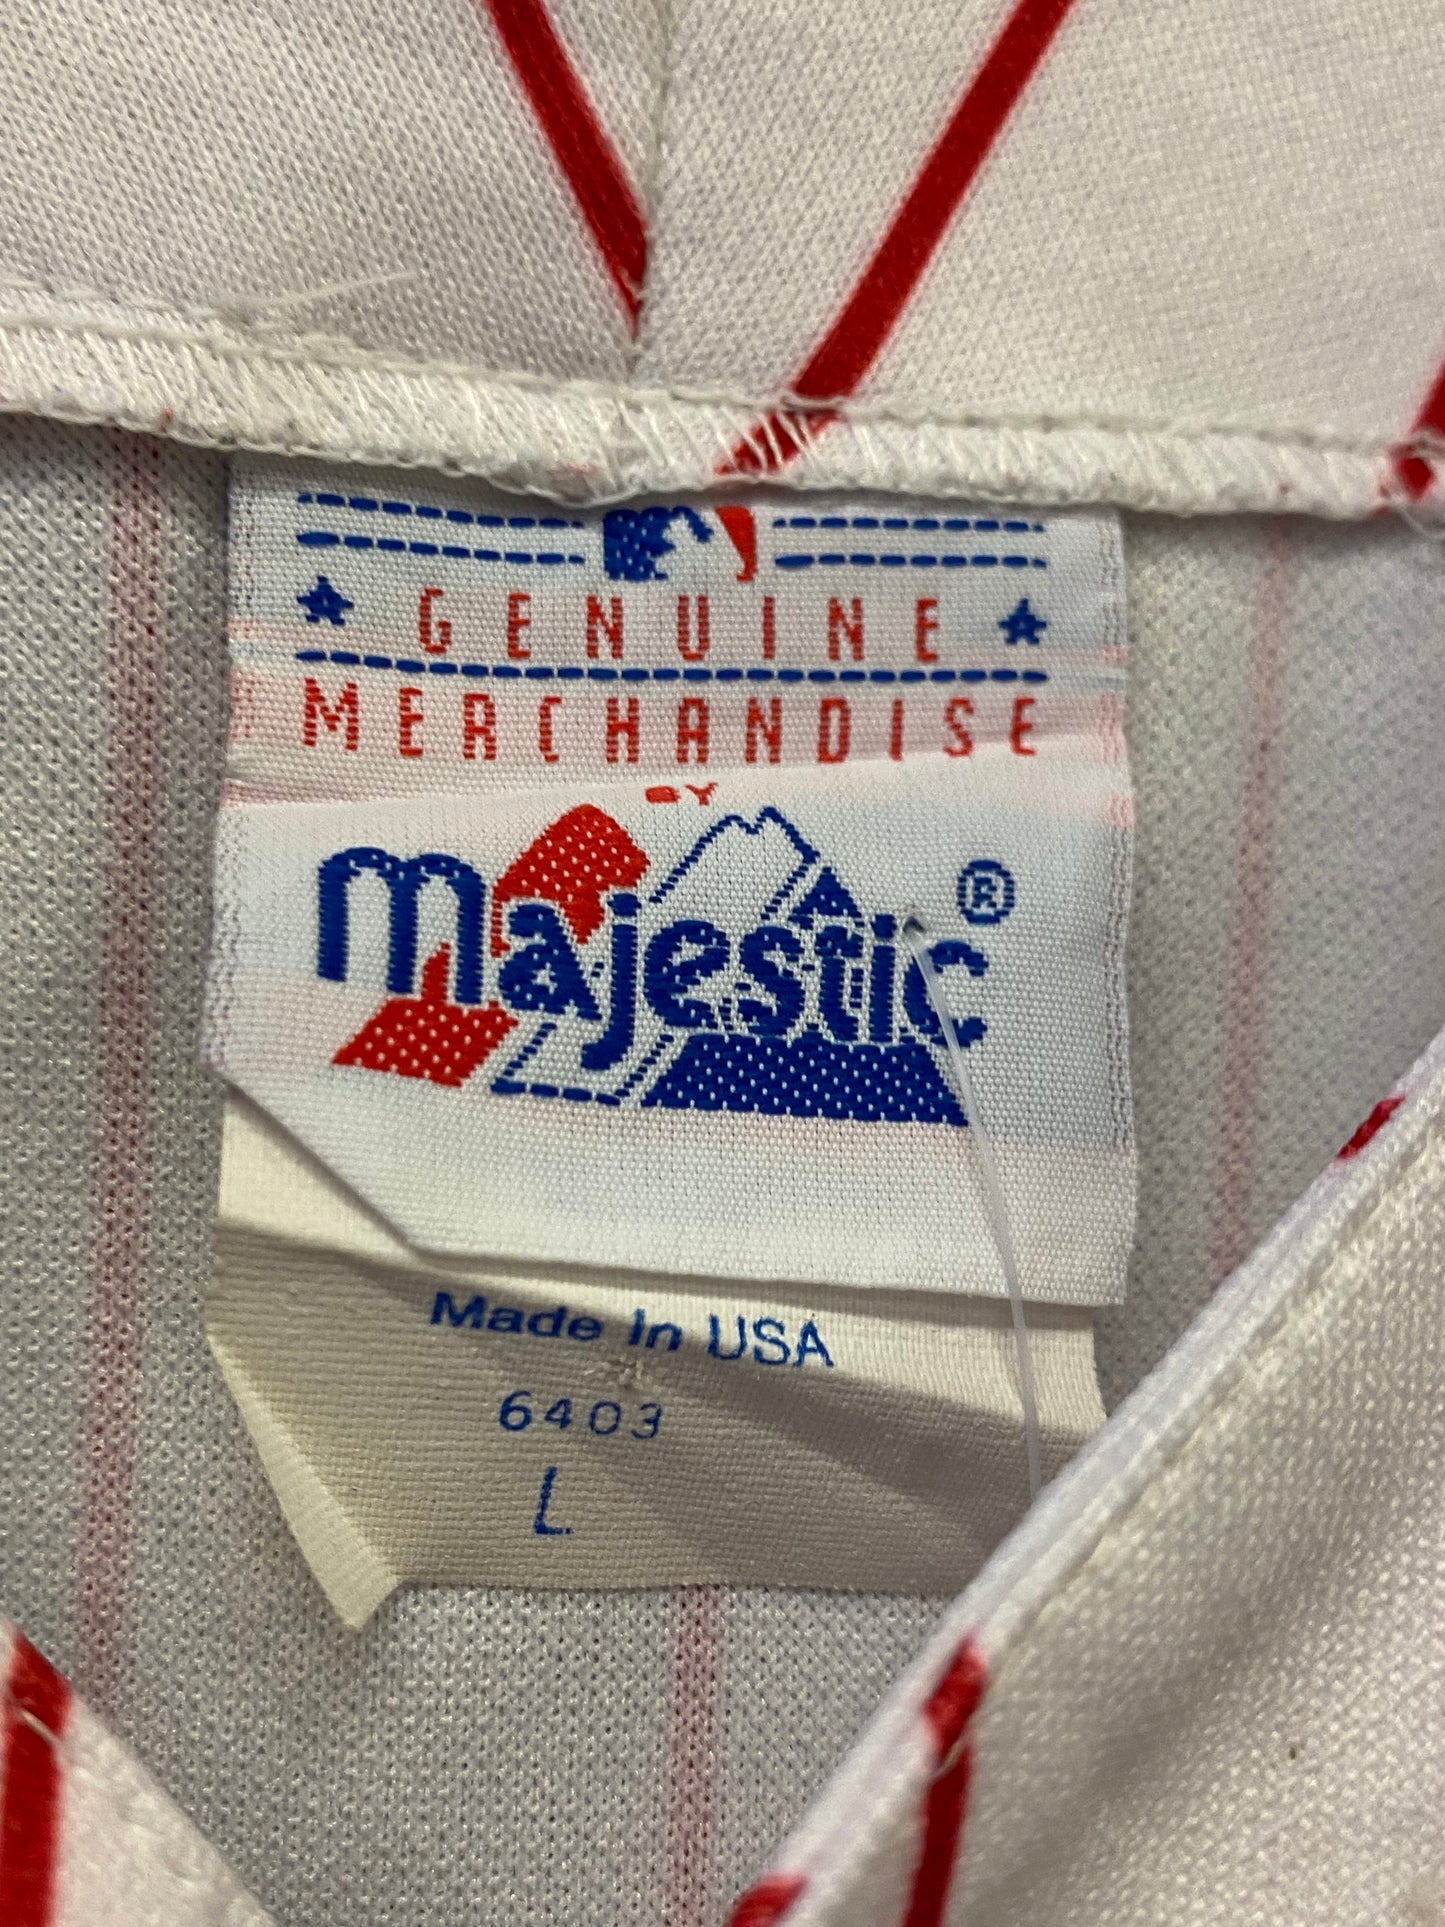 GENUINE
MERCHANDISE
BY
majestic ®
Made In USA
6403
L